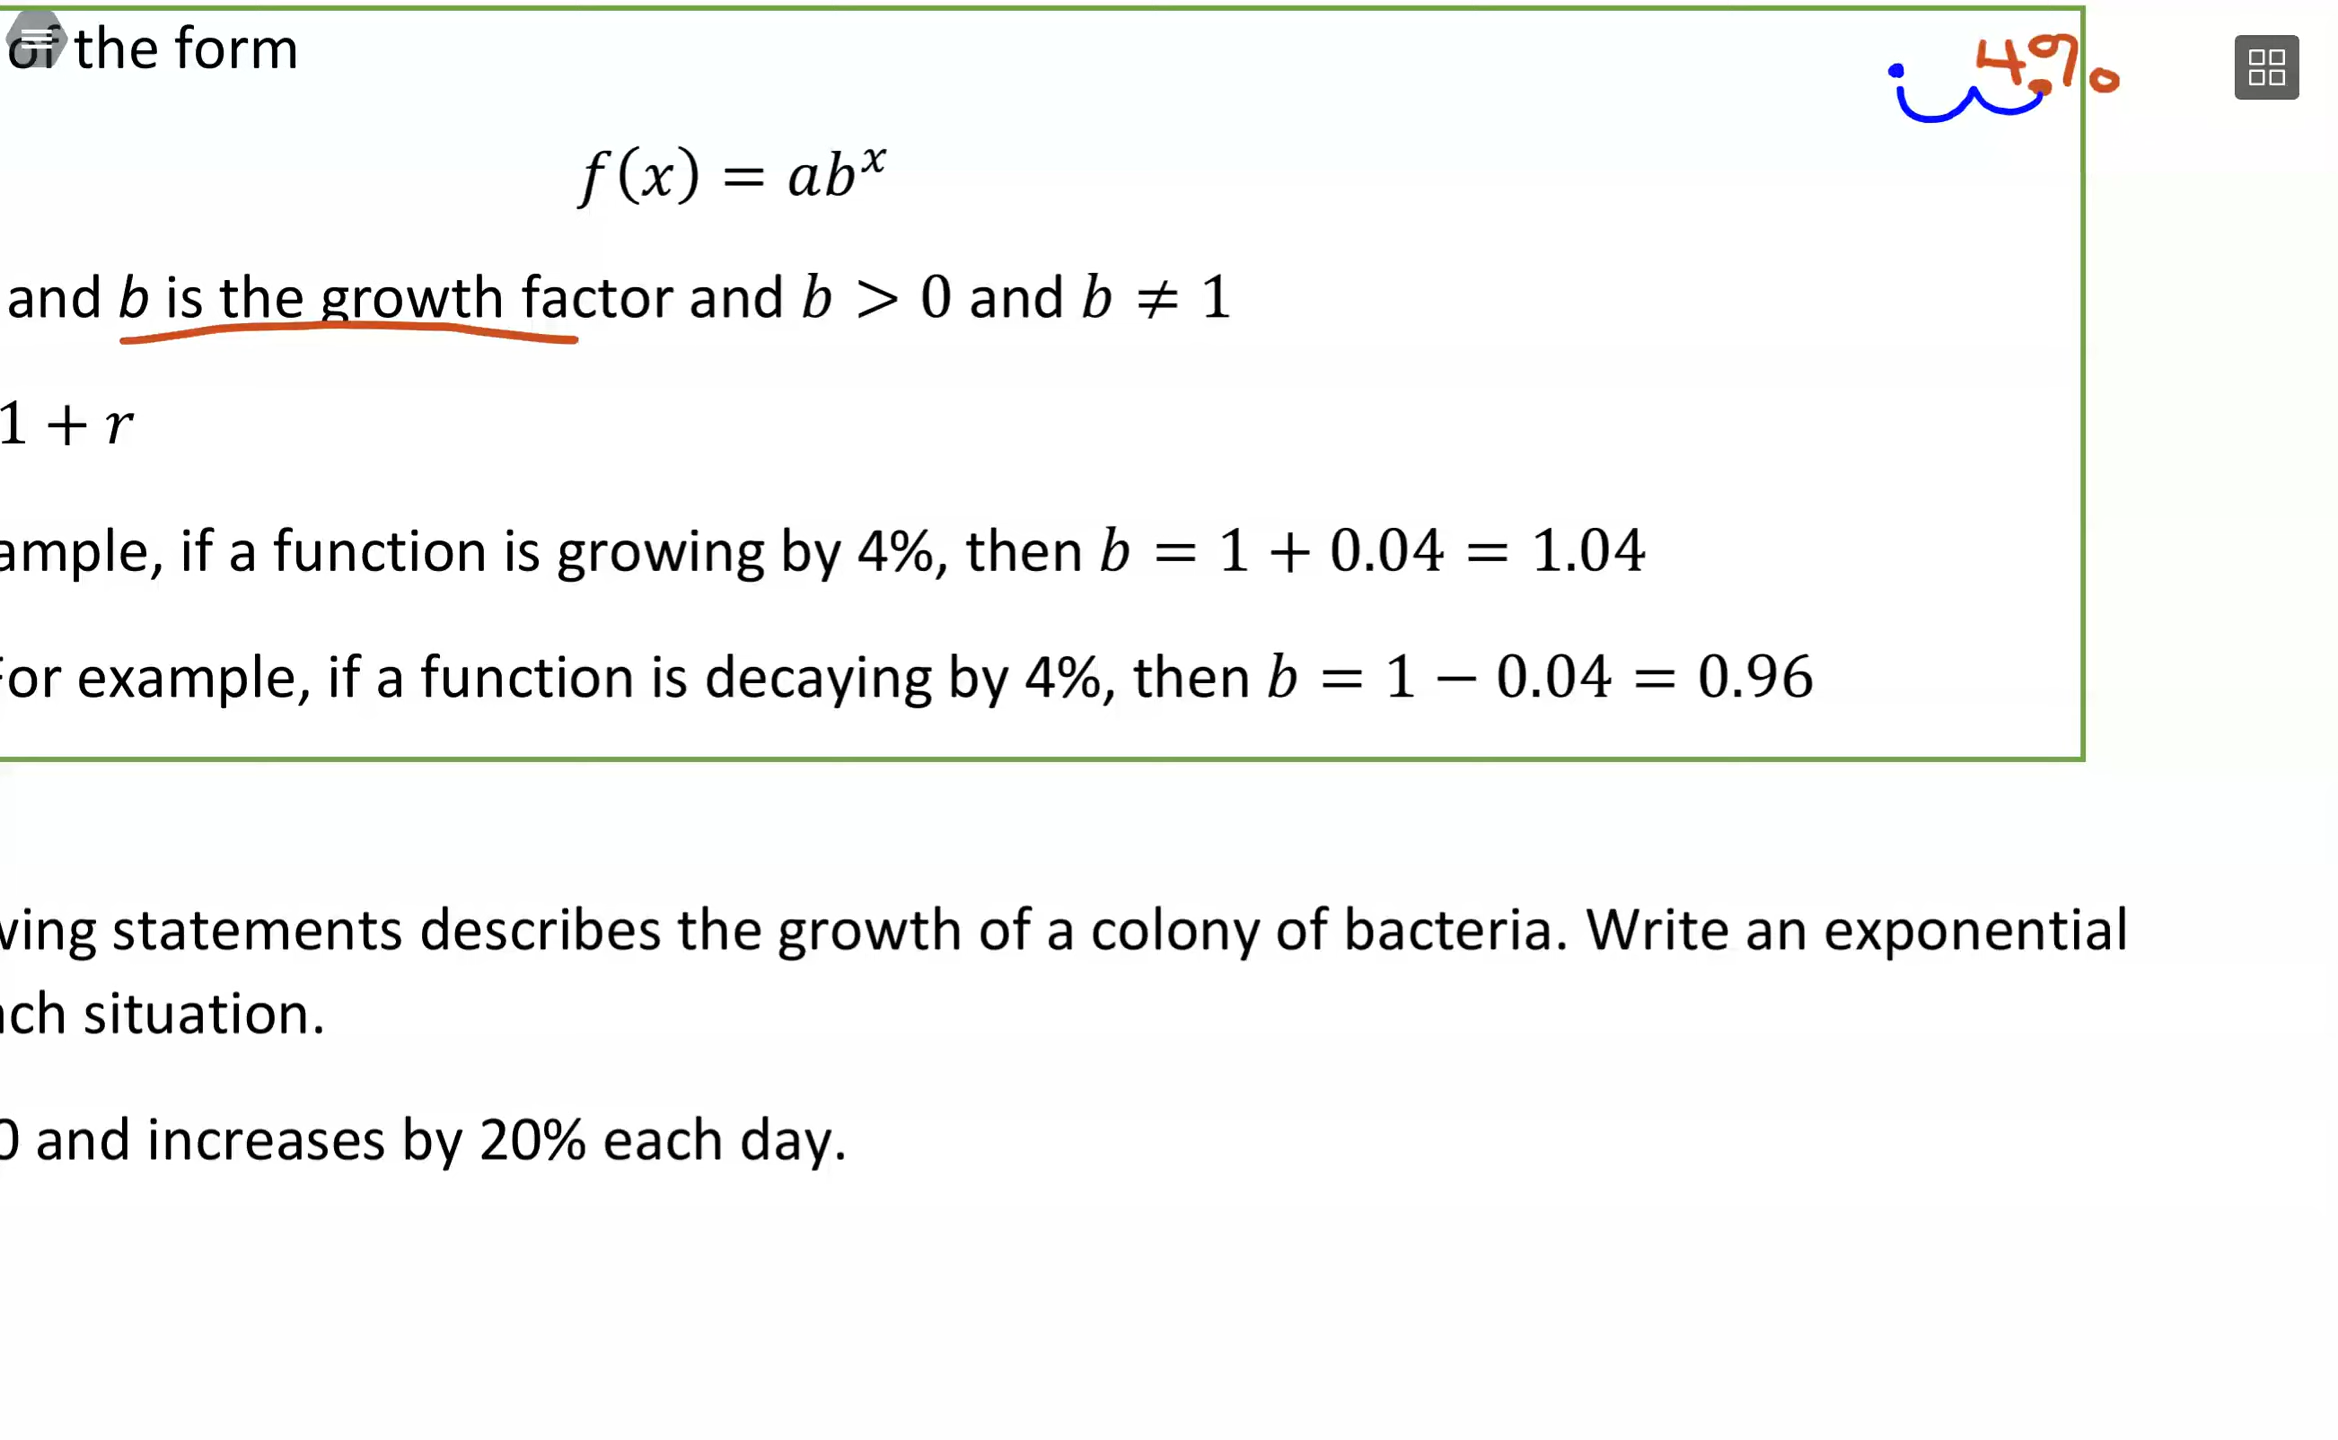 of the form
4%
f(x) = abˣ
and b is the growth factor and b > 0 and b ≠ 1
1 + r
ample, if a function is growing by 4%, then b = 1 + 0.04 = 1.04
or example, if a function is decaying by 4%, then b = 1 − 0.04 = 0.96
ing statements describes the growth of a colony of bacteria. Write an exponential
ch situation.
0 and increases by 20% each day.